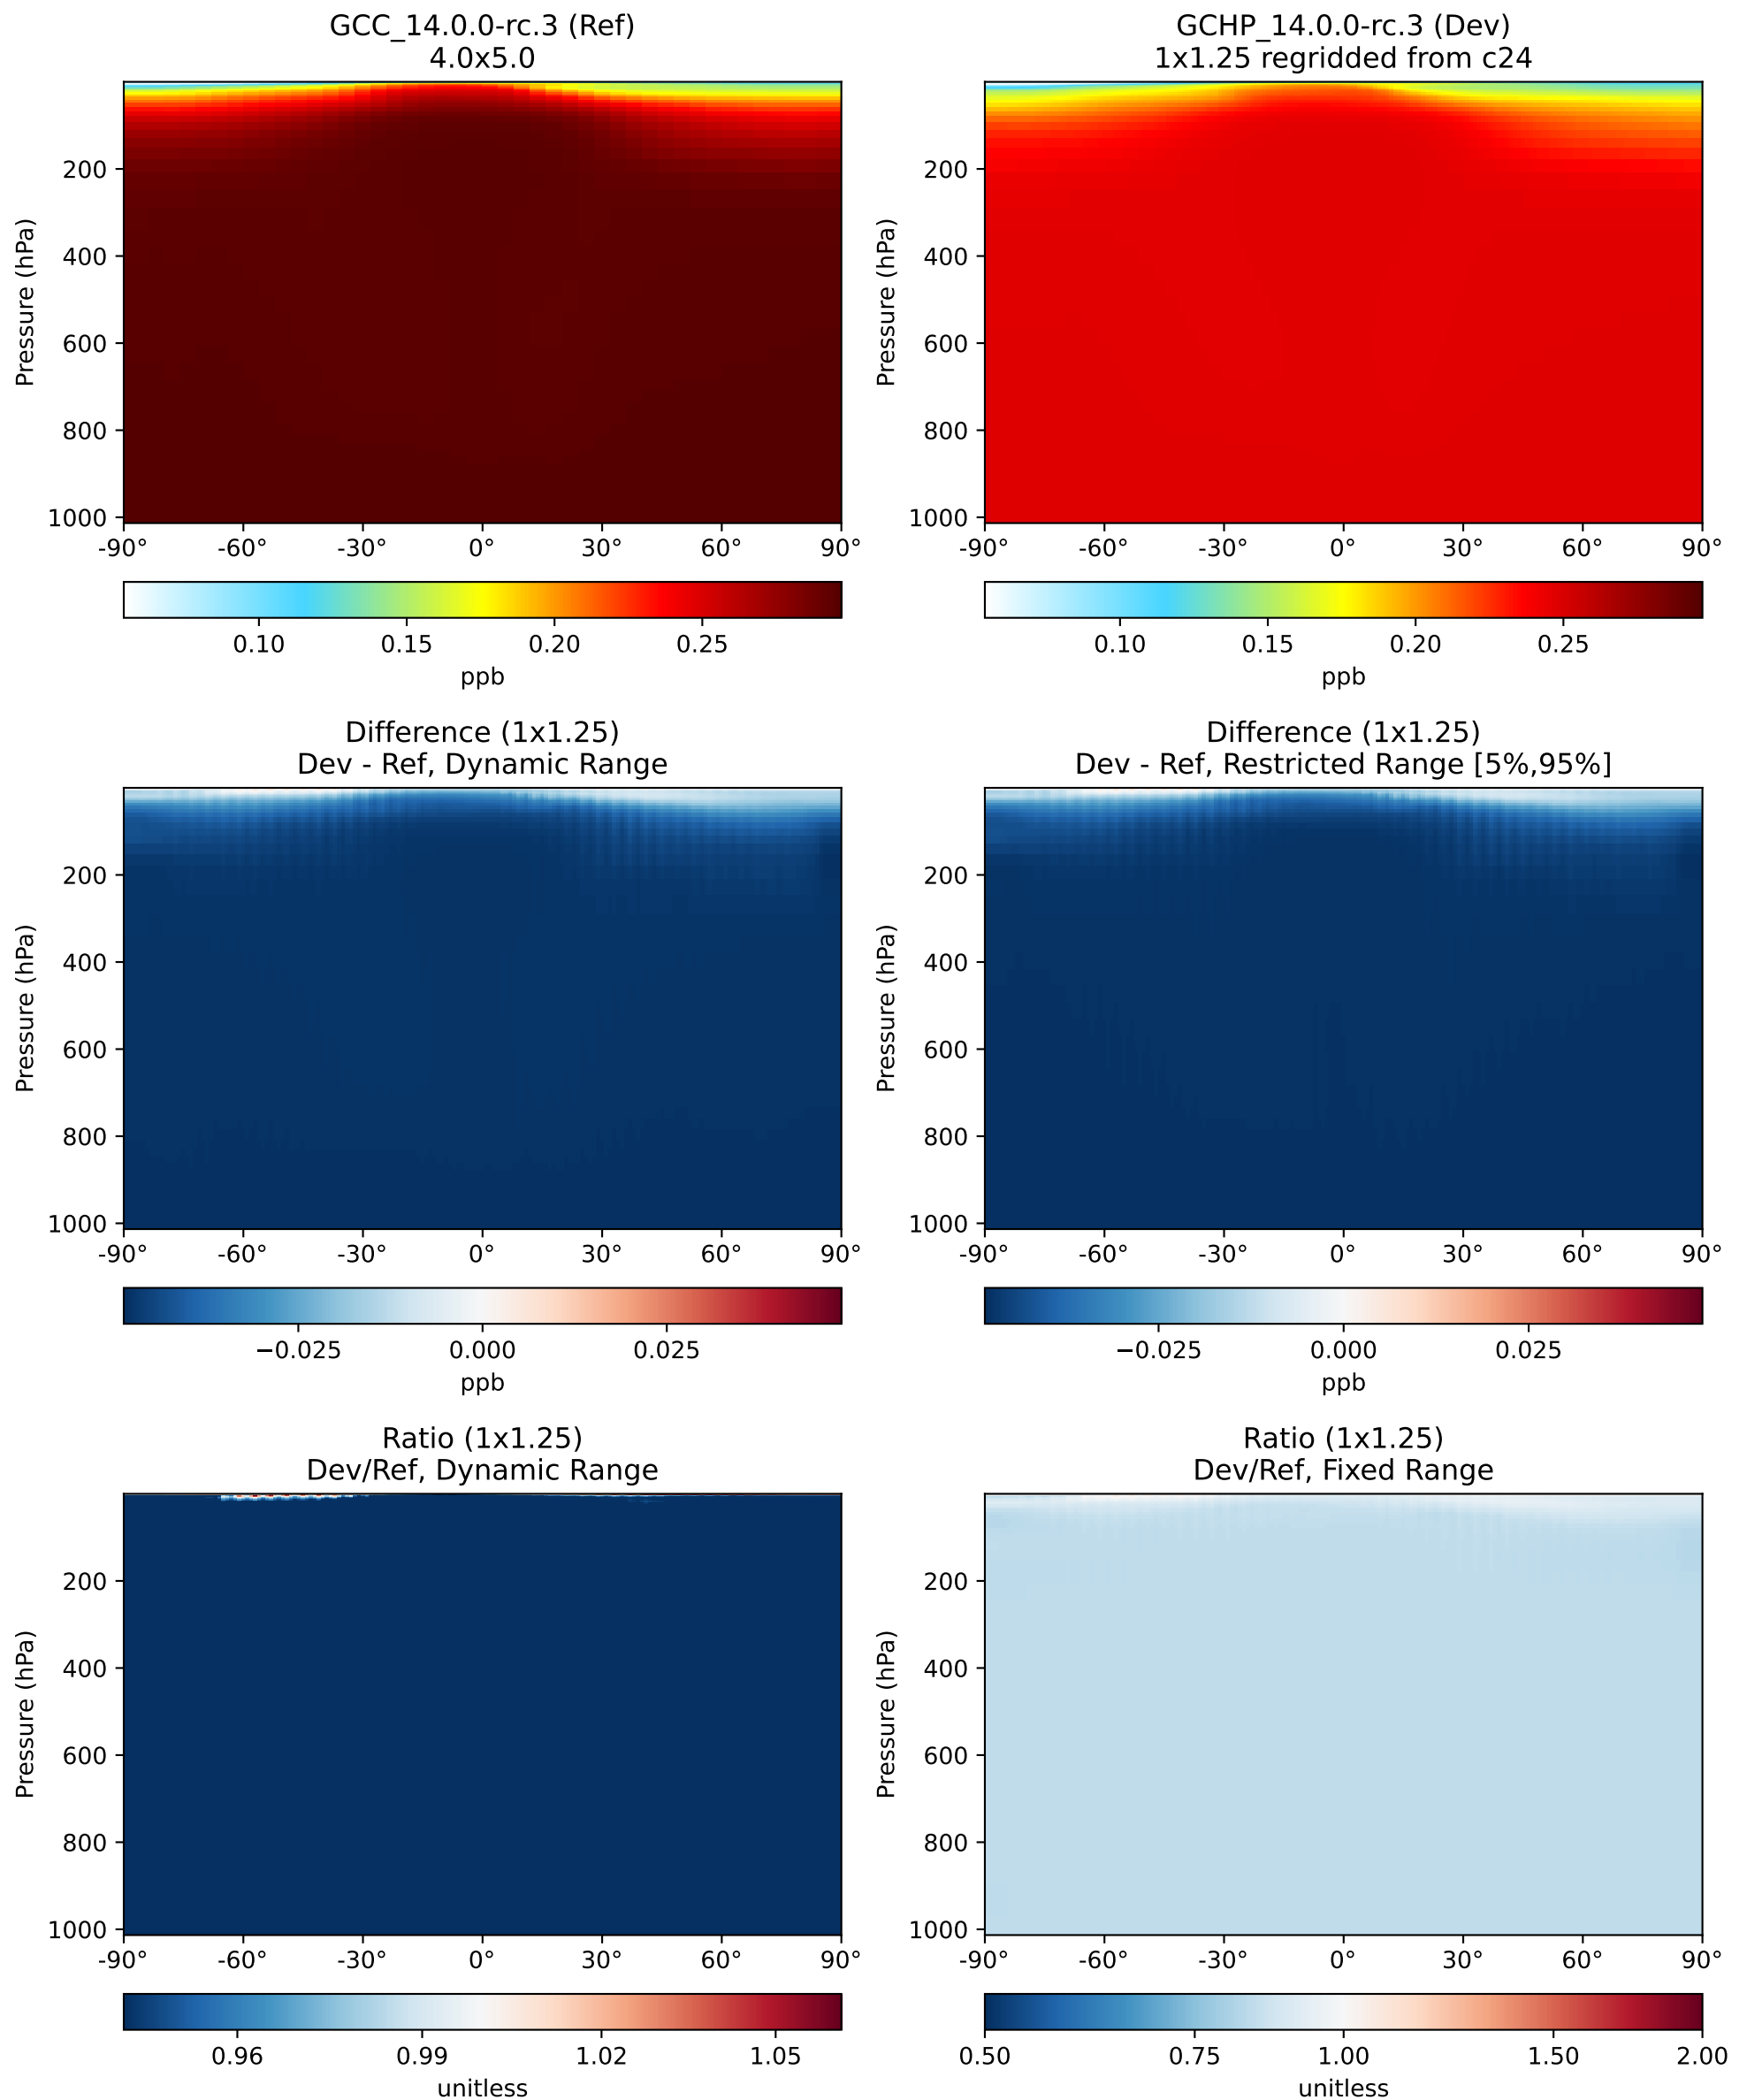 GCC_14.0.0-rc.3 (Ref)
4.0x5.0
Pressure (hPa)
200
400
600
800
1000
-90° -60° -30° 0° 30° 60° 90°
0.10 0.15 0.20 0.25
ppb
GCHP_14.0.0-rc.3 (Dev)
1x1.25 regridded from c24
Pressure (hPa)
200
400
600
800
1000
-90° -60° -30° 0° 30° 60° 90°
0.10 0.15 0.20 0.25
ppb
Difference (1x1.25)
Dev - Ref, Dynamic Range
Pressure (hPa)
200
400
600
800
1000
-90° -60° -30° 0° 30° 60° 90°
−0.025 0.000 0.025
ppb
Difference (1x1.25)
Dev - Ref, Restricted Range [5%,95%]
Pressure (hPa)
200
400
600
800
1000
-90° -60° -30° 0° 30° 60° 90°
−0.025 0.000 0.025
ppb
Ratio (1x1.25)
Dev/Ref, Dynamic Range
Pressure (hPa)
200
400
600
800
1000
-90° -60° -30° 0° 30° 60° 90°
0.96 0.99 1.02 1.05
unitless
Ratio (1x1.25)
Dev/Ref, Fixed Range
Pressure (hPa)
200
400
600
800
1000
-90° -60° -30° 0° 30° 60° 90°
0.50 0.75 1.00 1.50 2.00
unitless